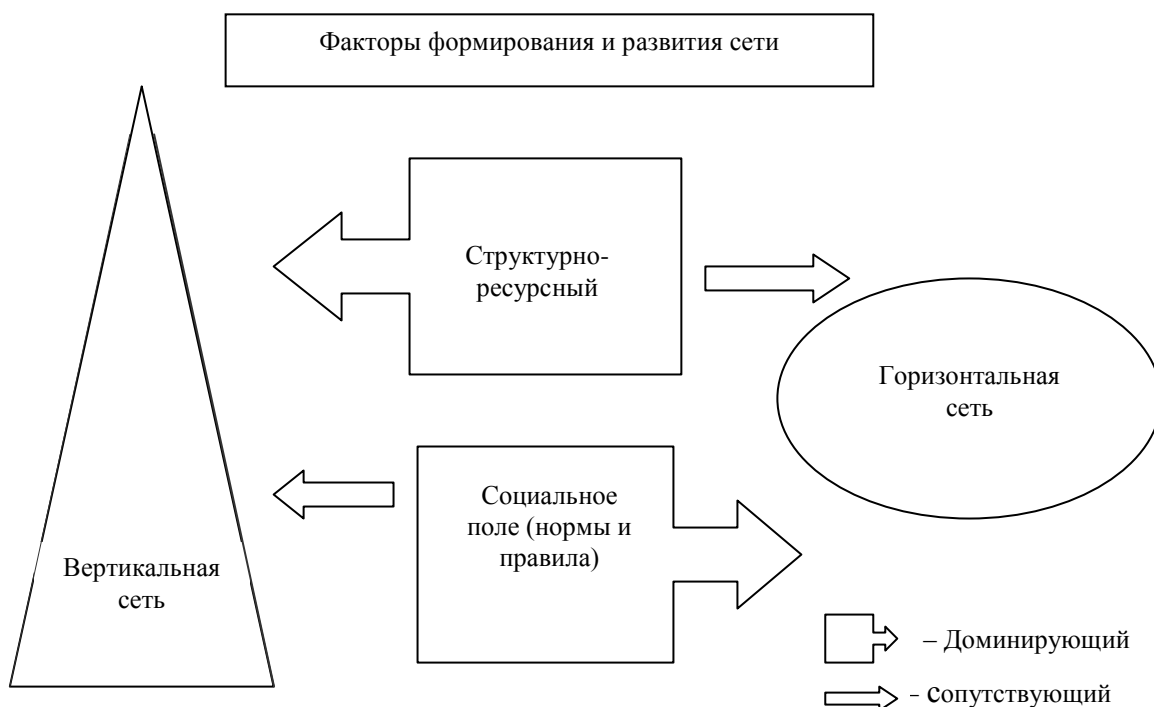 Факторы формирования и развития сети
Структурно-
ресурсный
Горизонтальная
сеть
Социальное
поле (нормы и
правила)
Вертикальная
сеть
– Доминирующий
- сопутствующий